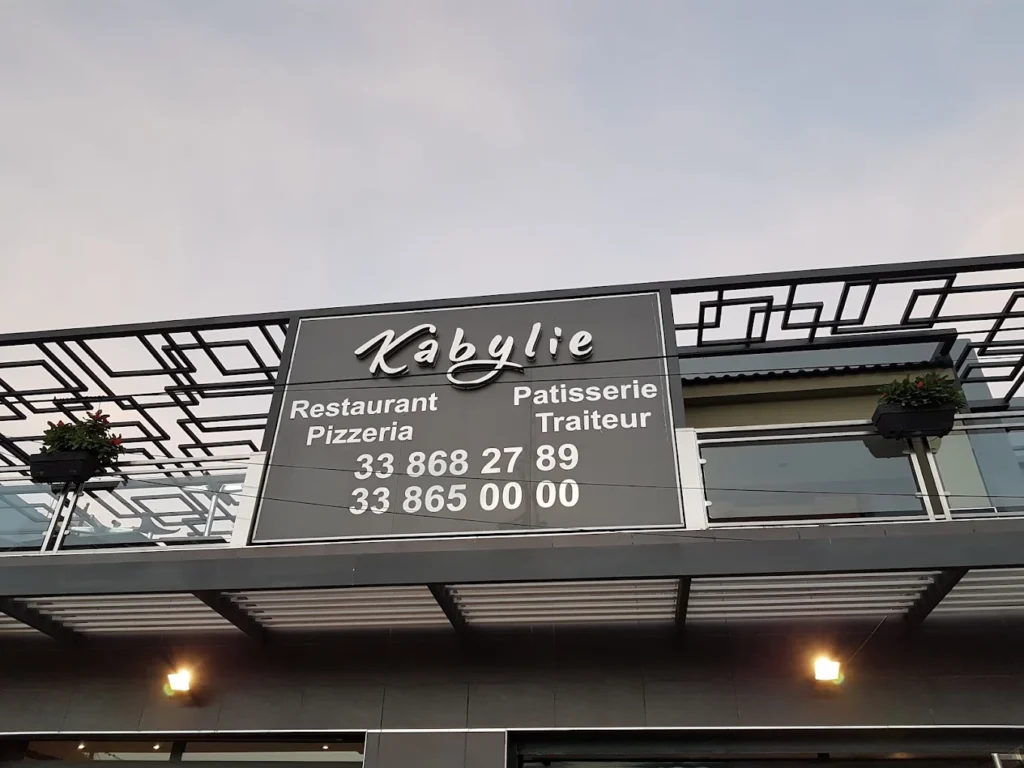 Kabylie
Restaurant Patisserie
Pizzeria Traiteur
33 868 27 89
33 865 00 00